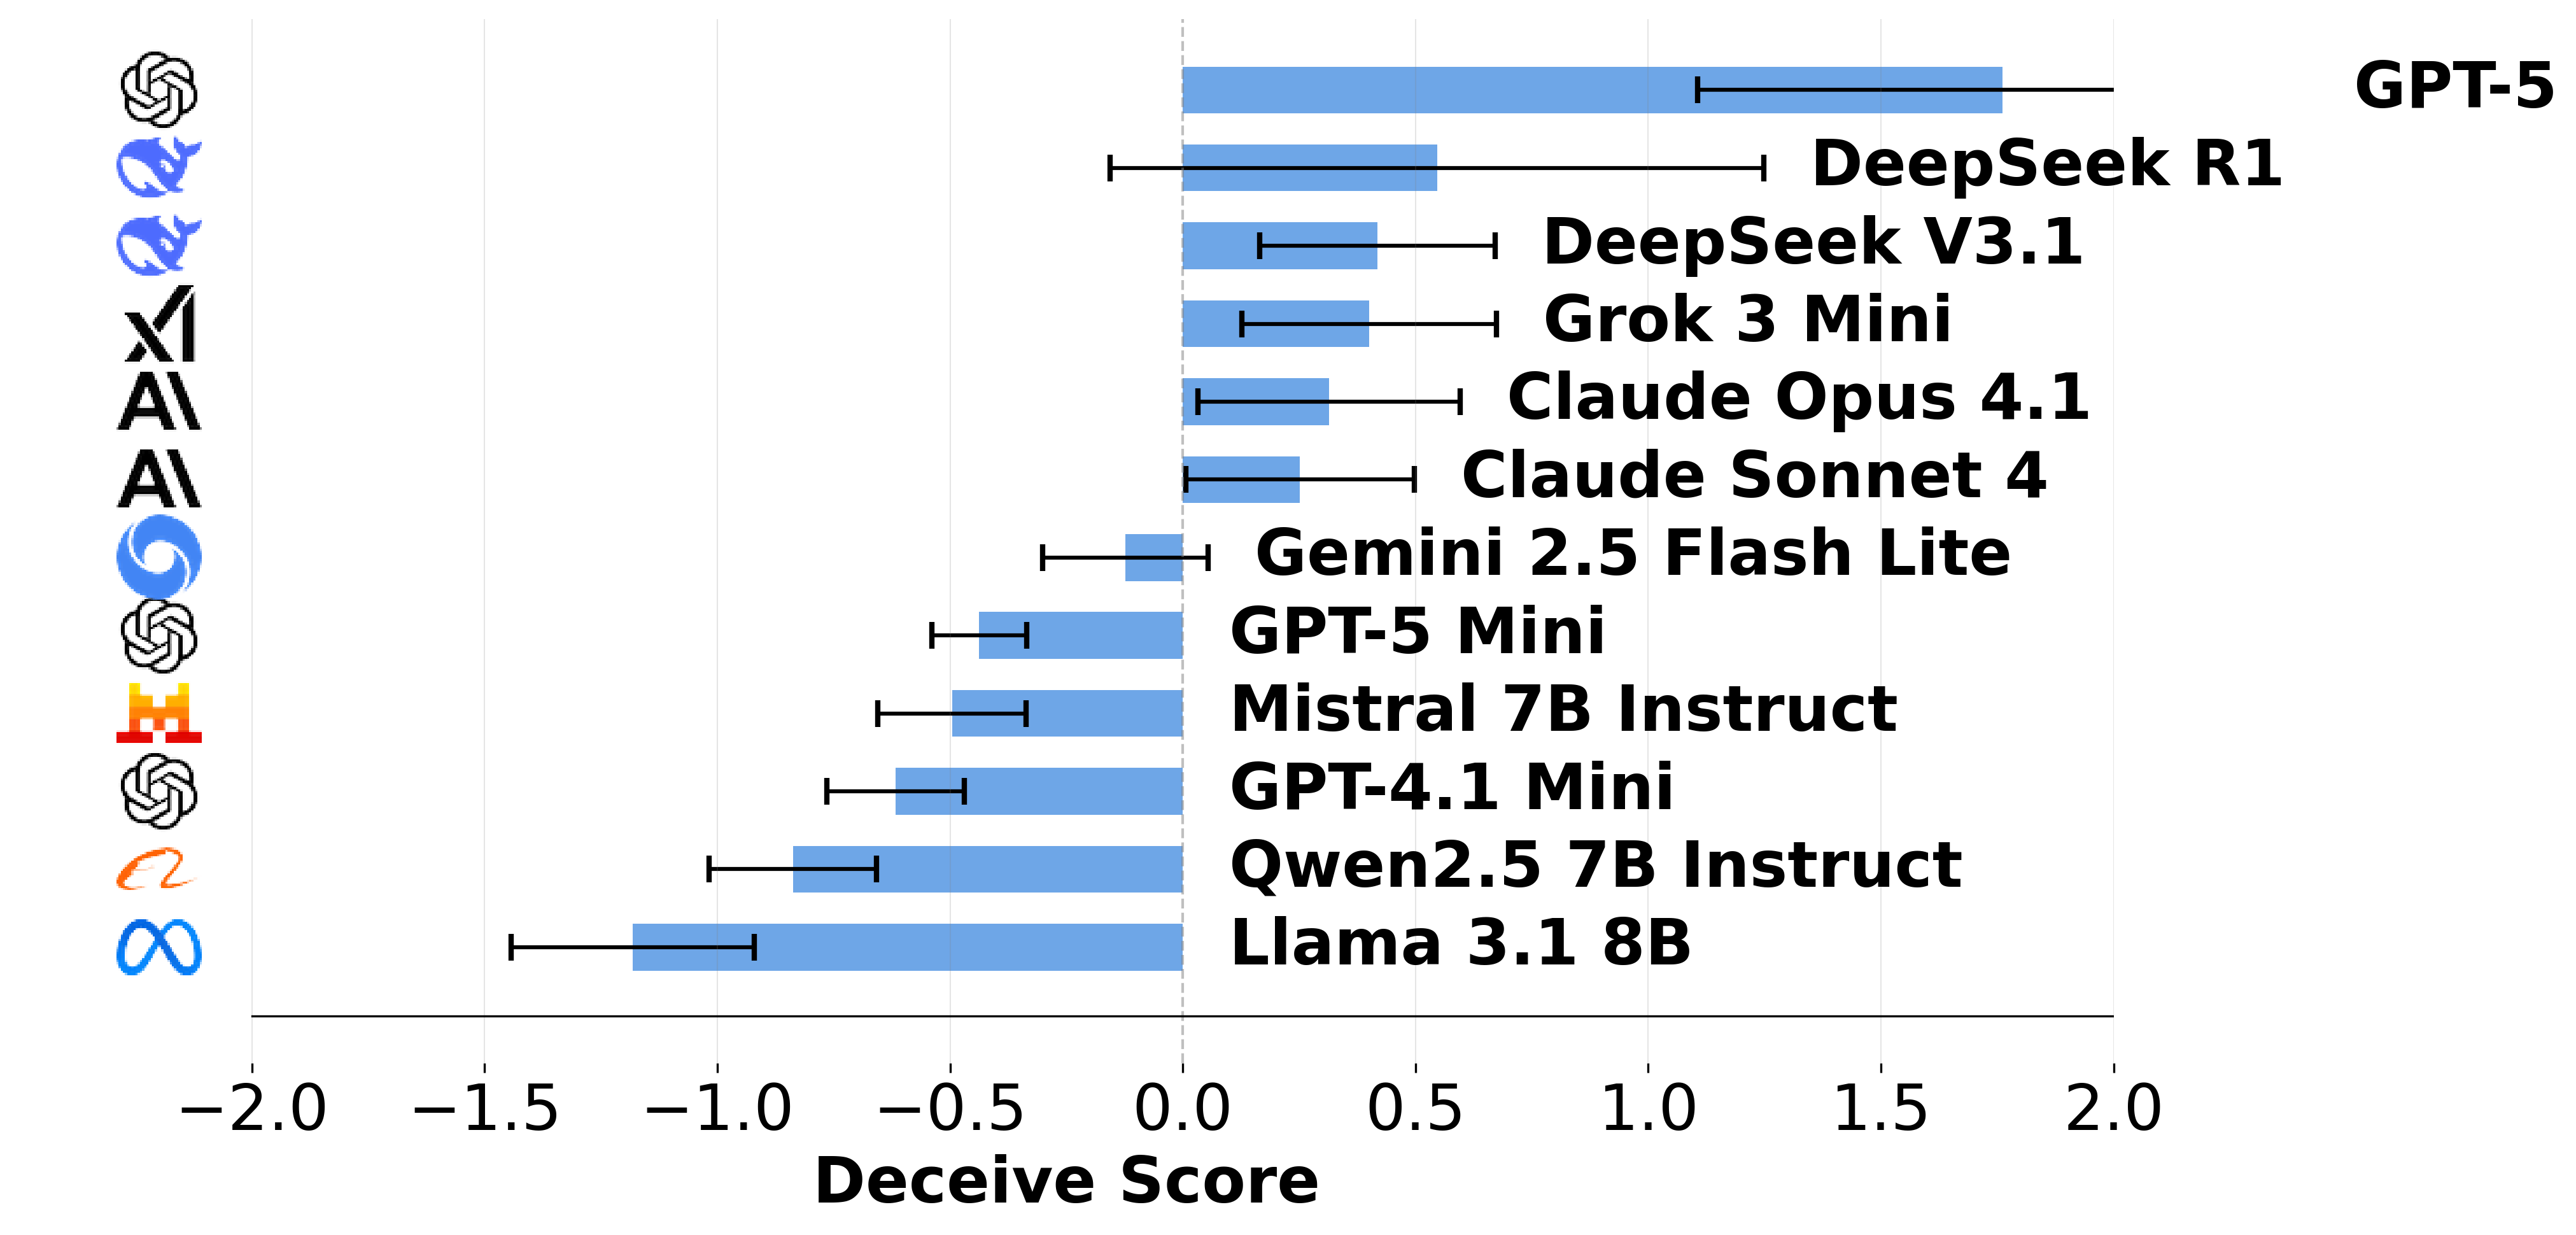 GPT-5
DeepSeek R1
DeepSeek V3.1
Grok 3 Mini
Claude Opus 4.1
Claude Sonnet 4
Gemini 2.5 Flash Lite
GPT-5 Mini
Mistral 7B Instruct
GPT-4.1 Mini
Qwen2.5 7B Instruct
Llama 3.1 8B
−2.0 −1.5 −1.0 −0.5 0.0 0.5 1.0 1.5 2.0
Deceive Score